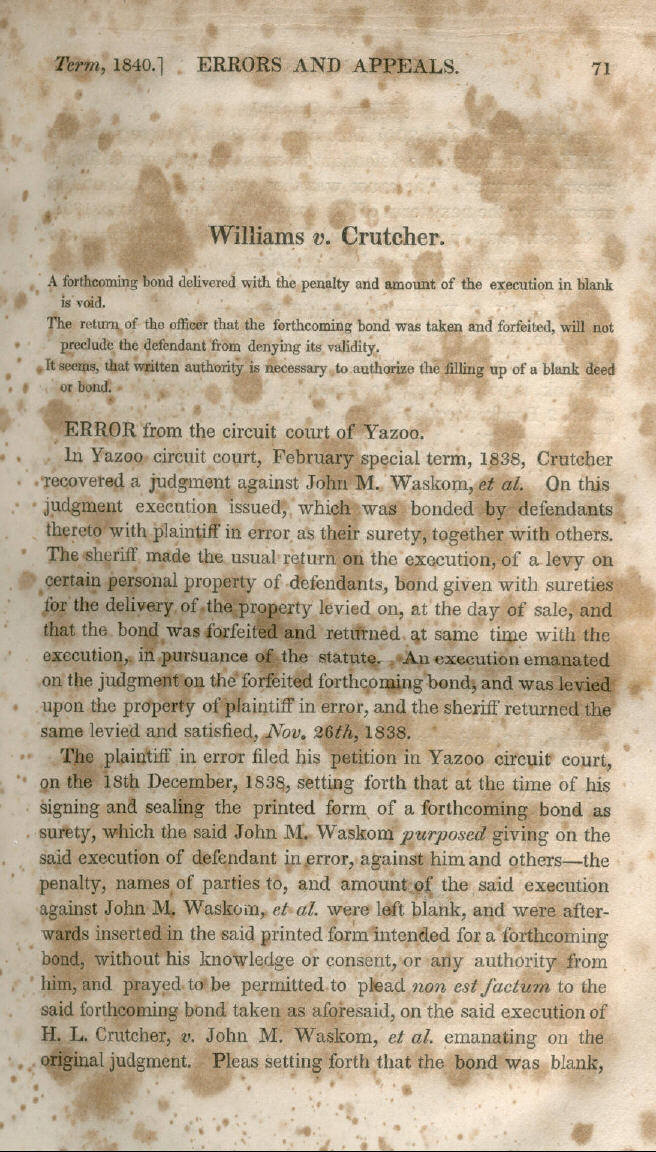 Term, 1840.] ERRORS AND APPEALS. 71
Williams v. Crutcher.
A forthcoming bond delivered with the penalty and amount of the execution in blank
is void.
The return of the officer that the forthcoming bond was taken and forfeited, will not
preclude the defendant from denying its validity.
It seems, that written authority is necessary to authorize the filling up of a blank deed
or bond.
ERROR from the circuit court of Yazoo.
In Yazoo circuit court, February special term, 1838, Crutcher
recovered a judgment against John M. Waskom, et al. On this
judgment execution issued, which was bonded by defendants
thereto with plaintiff in error as their surety, together with others.
The sheriff made the usual return on the execution, of a levy on
certain personal property of defendants, bond given with sureties
for the delivery of the property levied on, at the day of sale, and
that the bond was forfeited and returned at same time with the
execution, in pursuance of the statute. An execution emanated
on the judgment on the forfeited forthcoming bond, and was levied
upon the property of plaintiff in error, and the sheriff returned the
same levied and satisfied, Nov. 26th, 1838.
The plaintiff in error filed his petition in Yazoo circuit court,
on the 18th December, 1838, setting forth that at the time of his
signing and sealing the printed form of a forthcoming bond as
surety, which the said John M. Waskom purposed giving on the
said execution of defendant in error, against him and others—the
penalty, names of parties to, and amount of the said execution
against John M. Waskom, et al. were left blank, and were after-
wards inserted in the said printed form intended for a forthcoming
bond, without his knowledge or consent, or any authority from
him, and prayed to be permitted to plead non est factum to the
said forthcoming bond taken as aforesaid, on the said execution of
H. L. Crutcher, v. John M. Waskom, et al. emanating on the
original judgment. Pleas setting forth that the bond was blank,